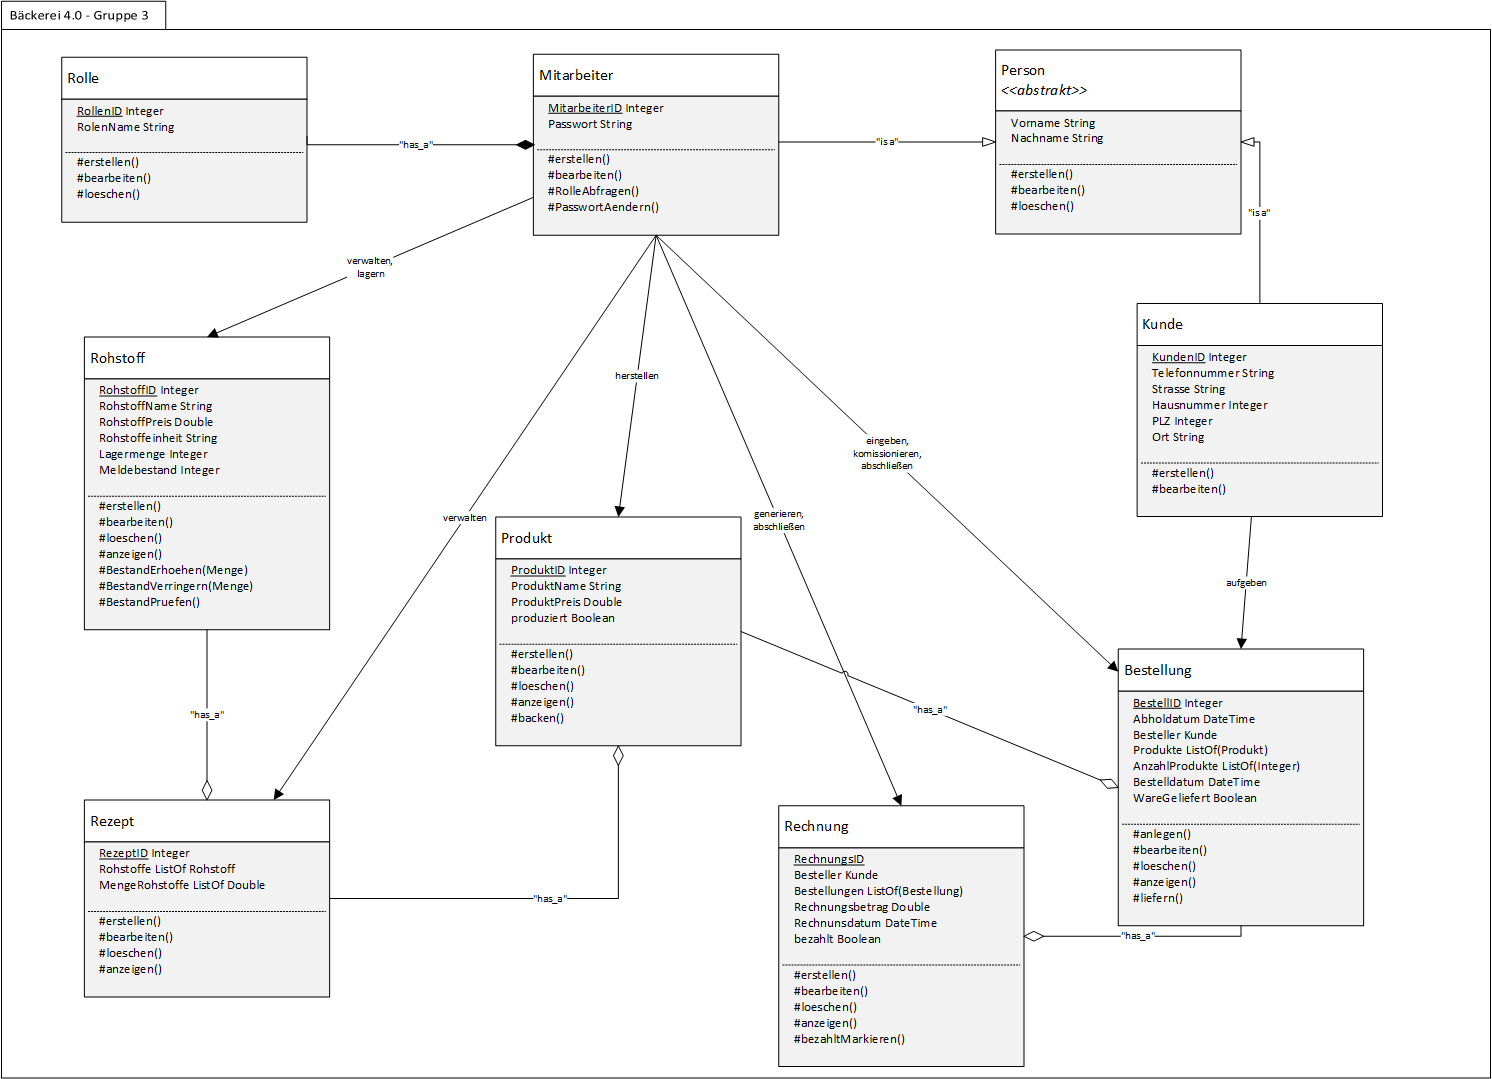 Bäckerei 4.0 - Gruppe 3
Rolle
RollenID Integer
RolenName String
#erstellen()
#bearbeiten()
#loeschen()
"has_a"
Mitarbeiter
MitarbeiterID Integer
Passwort String
#erstellen()
#bearbeiten()
#RolleAbfragen()
#PasswortAendern()
"is a"
Person
<<abstrakt>>
Vorname String
Nachname String
#erstellen()
#bearbeiten()
#loeschen()
"is a"
verwalten,
lagern
Kunde
KundenID Integer
Telefonnummer String
Strasse String
Hausnummer Integer
PLZ Integer
Ort String
#erstellen()
#bearbeiten()
Rohstoff
RohstoffID Integer
RohstoffName String
RohstoffPreis Double
Rohstoffeinheit String
Lagermenge Integer
Meldebestand Integer
#erstellen()
#bearbeiten()
#loeschen()
#anzeigen()
#BestandErhoehen(Menge)
#BestandVerringern(Menge)
#BestandPruefen()
herstellen
eingeben,
komissionieren,
abschließen
verwalten
generieren,
abschließen
aufgeben
Produkt
ProduktID Integer
ProduktName String
ProduktPreis Double
produziert Boolean
#erstellen()
#bearbeiten()
#loeschen()
#anzeigen()
#backen()
"has_a"
"has_a"
Bestellung
BestellID Integer
Abholdatum DateTime
Besteller Kunde
Produkte ListOf(Produkt)
AnzahlProdukte ListOf(Integer)
Bestelldatum DateTime
WareGeliefert Boolean
#anlegen()
#bearbeiten()
#loeschen()
#anzeigen()
#liefern()
Rezept
RezeptID Integer
Rohstoffe ListOf Rohstoff
MengeRohstoffe ListOf Double
#erstellen()
#bearbeiten()
#loeschen()
#anzeigen()
"has_a"
Rechnung
RechnungsID
Besteller Kunde
Bestellungen ListOf(Bestellung)
Rechnungsbetrag Double
Rechnunsdatum DateTime
bezahlt Boolean
#erstellen()
#bearbeiten()
#loeschen()
#anzeigen()
#bezahltMarkieren()
"has_a"